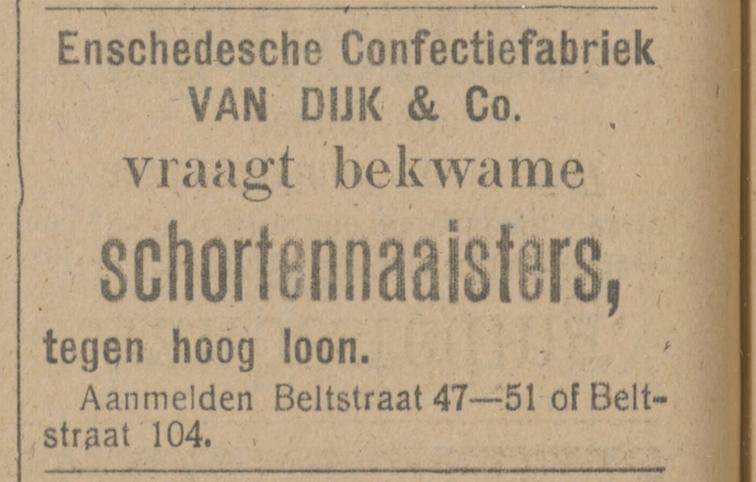 Enschedesche Confectiefabriek
VAN DIJK & Co.
vraagt bekwame
schortennaaisters,
tegen hoog loon.
Aanmelden Beltstraat 47—51 of Belt-
straat 104.